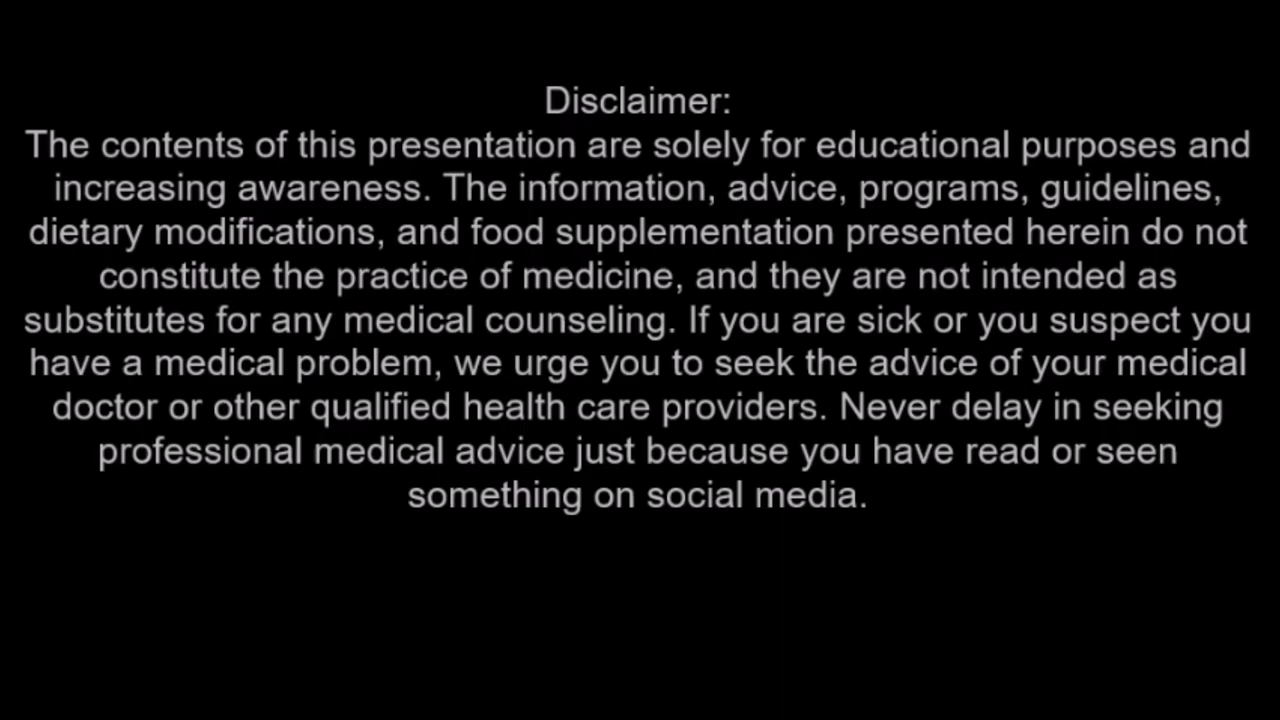 Disclaimer:
The contents of this presentation are solely for educational purposes and
increasing awareness. The information, advice, programs, guidelines,
dietary modifications, and food supplementation presented herein do not
constitute the practice of medicine, and they are not intended as
substitutes for any medical counseling. If you are sick or you suspect you
have a medical problem, we urge you to seek the advice of your medical
doctor or other qualified health care providers. Never delay in seeking
professional medical advice just because you have read or seen
something on social media.